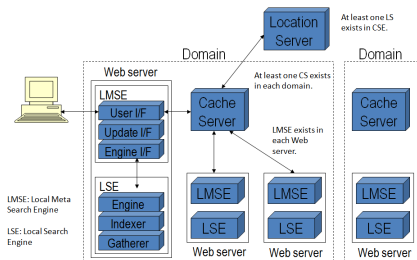 Location
Server
At least one LS
exists in CSE.
Domain
Domain
Web server
At least one CS exists
in each domain.
LMSE
User I/F
Update I/F
Engine I/F
Cache
Server
Cache
Server
LMSE exists in
each Web
server.
LMSE: Local Meta
Search Engine
LSE: Local Search
Engine
LSE
Engine
Indexer
Gatherer
LMSE
LSE
Web server
LMSE
LSE
Web server
LMSE
LSE
Web server